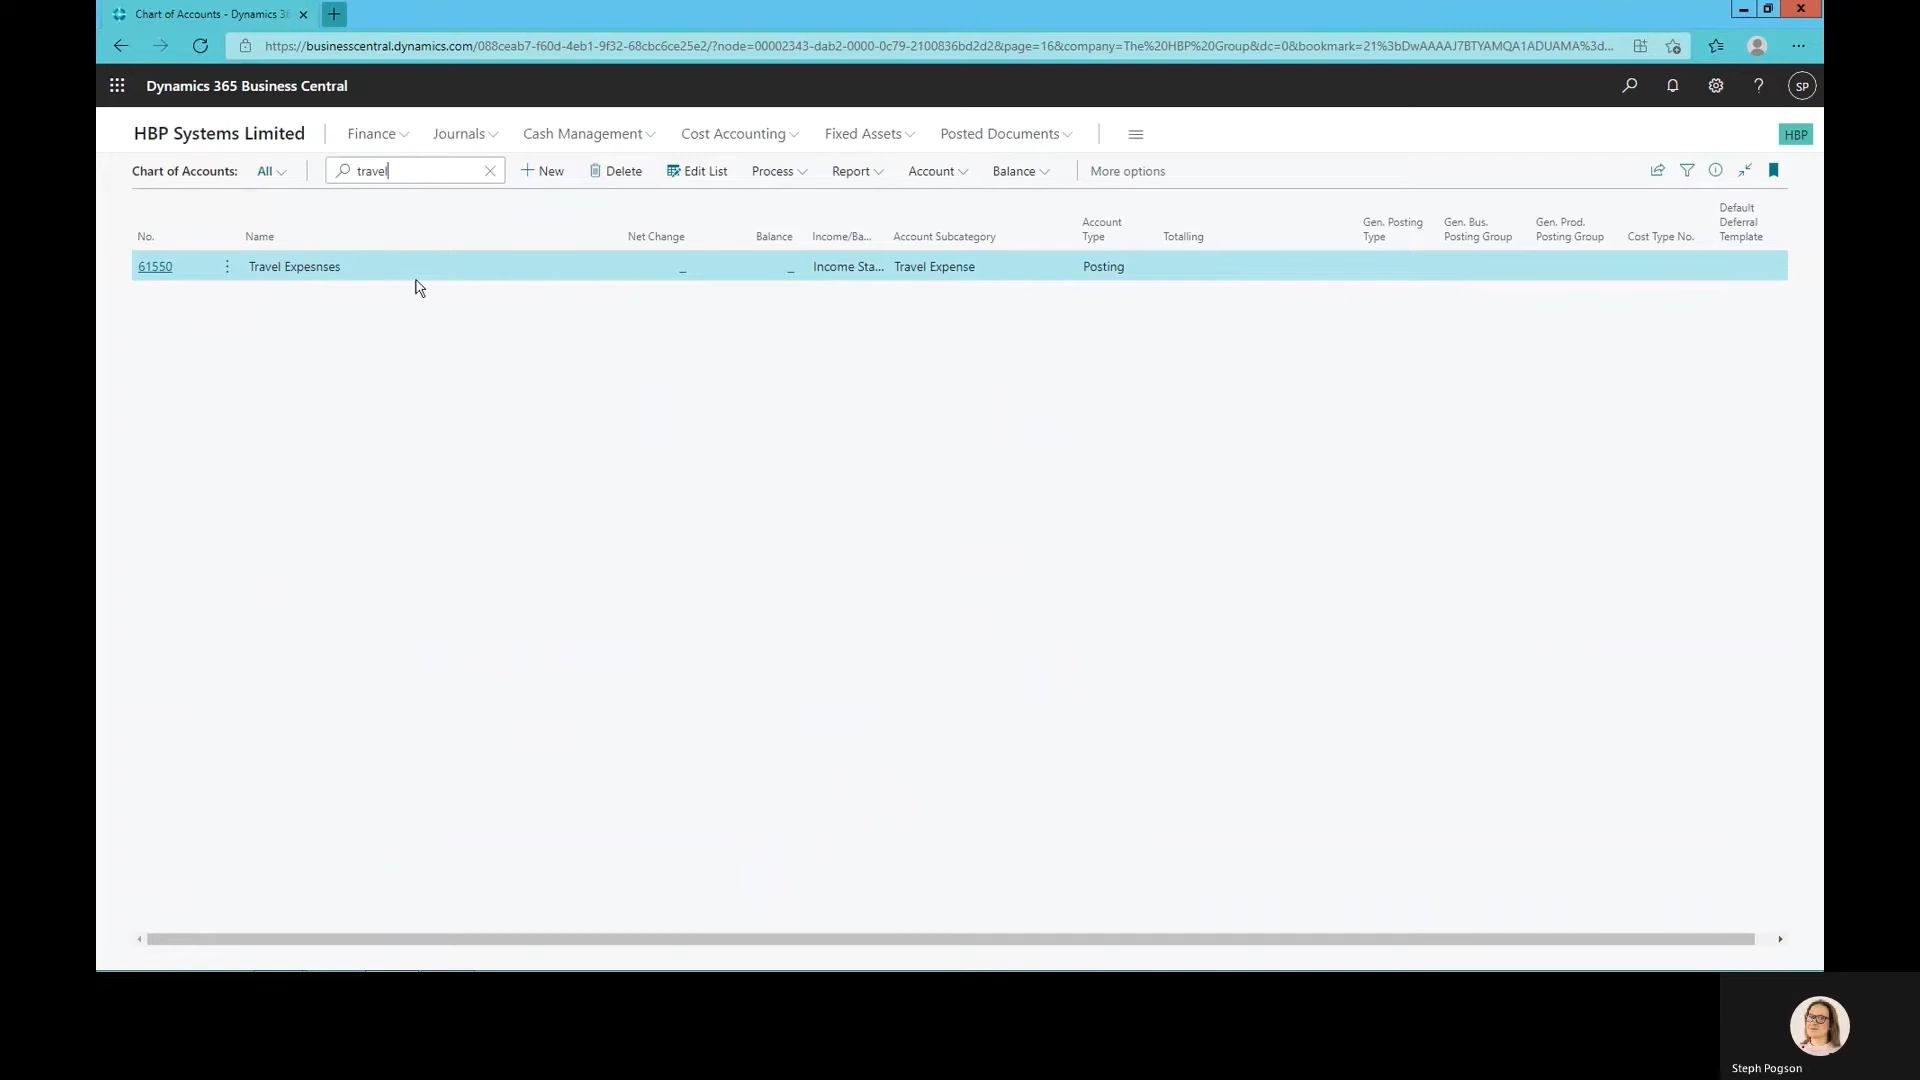 Chart of Accounts - Dynamics 36
https://businesscentral.dynamics.com/088ceab7-f60d-4eb1-9f32-68cbc6ce25e2/?node=00002343-dab2-0000-0c79-2100836bd2d2&page=16&company=The%20HBP%20Group&dc=0&bookmark=21%3bDwAAAAJ7BTYAMQA1ADUAMA%3d...
Dynamics 365 Business Central
SP
HBP Systems Limited Finance Journals Cash Management Cost Accounting Fixed Assets Posted Documents HBP
Chart of Accounts: All travel New Delete Edit List Process Report Account Balance More options
No. Name Net Change Balance Income/Ba... Account Subcategory Account Type Totalling Gen. Posting Type Gen. Bus. Posting Group Gen. Prod. Posting Group Cost Type No. Default Deferral Template
61550 Travel Expesnses _ _ Income Sta... Travel Expense Posting
Steph Pogson